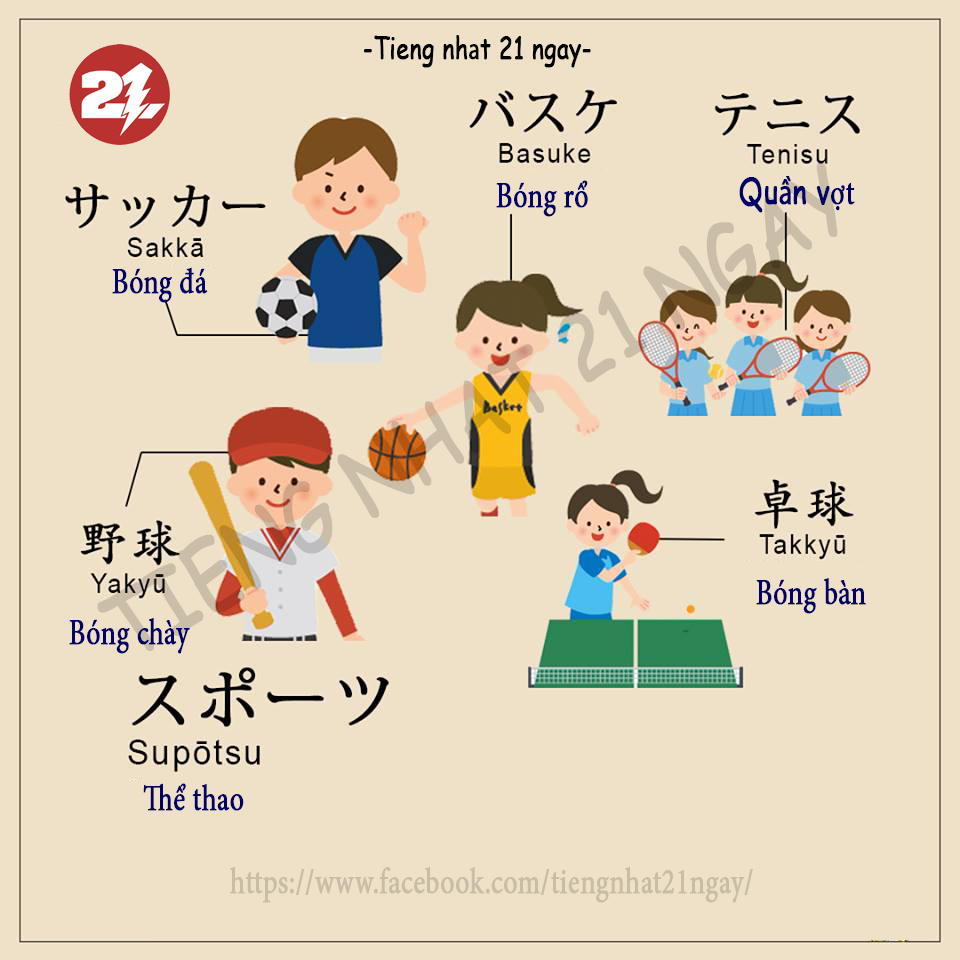 -Tieng nhat 21 ngay-
21
バスケ
Basuke
Bóng rổ
テニス
Tenisu
Quần vợt
サッカー
Sakkā
Bóng đá
Basket
野球
Yakyū
Bóng chày
卓球
Takkyū
Bóng bàn
スポーツ
Supōtsu
Thể thao
TIENG NHAT 21 NGAY
https://www.facebook.com/tiengnhat21ngay/